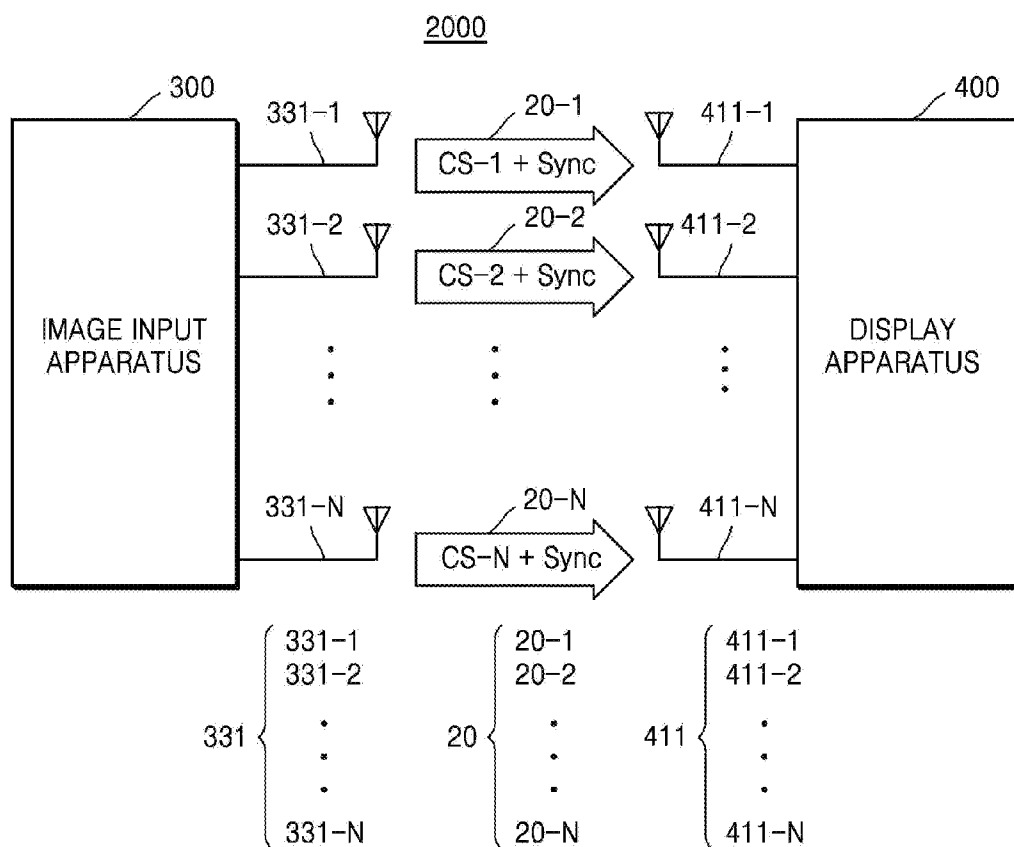 2000
300
331-1
20-1
411-1
400
CS-1 + Sync
331-2
20-2
411-2
CS-2 + Sync
IMAGE INPUT
APPARATUS
DISPLAY
APPARATUS
331-N
20-N
411-N
CS-N + Sync
331-1
20-1
411-1
331-2
20-2
411-2
331
20
411
331-N
20-N
411-N